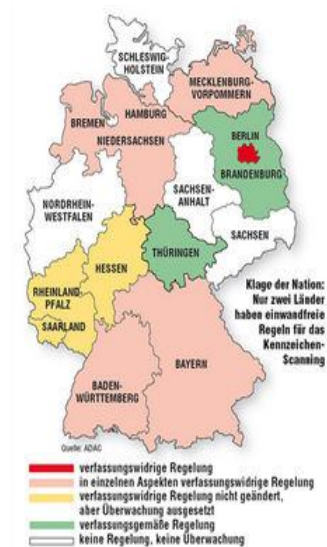 SCHLESWIG-
HOLSTEIN
MECKLENBURG-
VORPOMMERN
HAMBURG
BREMEN
NIEDERSACHSEN
BERLIN
BRANDENBURG
SACHSEN-
ANHALT
NORDRHEIN-
WESTFALEN
SACHSEN
THÜRINGEN
HESSEN
RHEINLAND-
PFALZ
SAARLAND
Klage der Nation:
Nur zwei Länder
haben einwandfreie
Regeln für das
Kennzeichen-
Scanning
BAYERN
BADEN-
WÜRTTEMBERG
Quelle: ADAC
verfassungswidrige Regelung
in einzelnen Aspekten verfassungswidrige Regelung
verfassungswidrige Regelung nicht geändert,
aber Überwachung ausgesetzt
verfassungsgemäße Regelung
keine Regelung, keine Überwachung